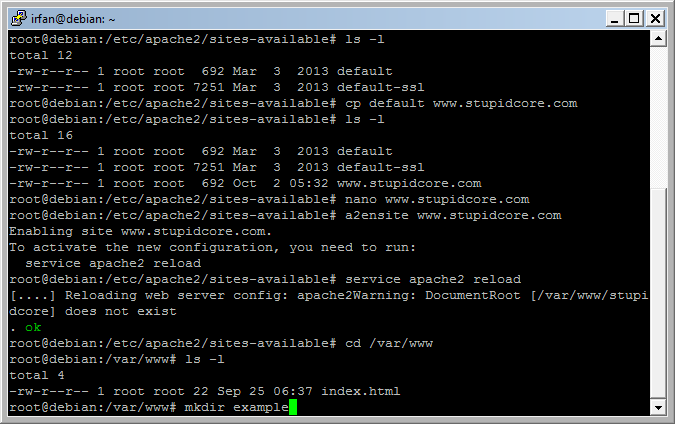 irfan@debian: ~
root@debian:/etc/apache2/sites-available# ls -l
total 12
-rw-r--r-- 1 root root  692 Mar  3  2013 default
-rw-r--r-- 1 root root 7251 Mar  3  2013 default-ssl
root@debian:/etc/apache2/sites-available# cp default www.stupidcore.com
root@debian:/etc/apache2/sites-available# ls -l
total 16
-rw-r--r-- 1 root root  692 Mar  3  2013 default
-rw-r--r-- 1 root root 7251 Mar  3  2013 default-ssl
-rw-r--r-- 1 root root  692 Oct  2 05:32 www.stupidcore.com
root@debian:/etc/apache2/sites-available# nano www.stupidcore.com
root@debian:/etc/apache2/sites-available# a2ensite www.stupidcore.com
Enabling site www.stupidcore.com.
To activate the new configuration, you need to run:
  service apache2 reload
root@debian:/etc/apache2/sites-available# service apache2 reload
[....] Reloading web server config: apache2Warning: DocumentRoot [/var/www/stupi
dcore] does not exist
. ok
root@debian:/etc/apache2/sites-available# cd /var/www
root@debian:/var/www# ls -l
total 4
-rw-r--r-- 1 root root 22 Sep 25 06:37 index.html
root@debian:/var/www# mkdir example